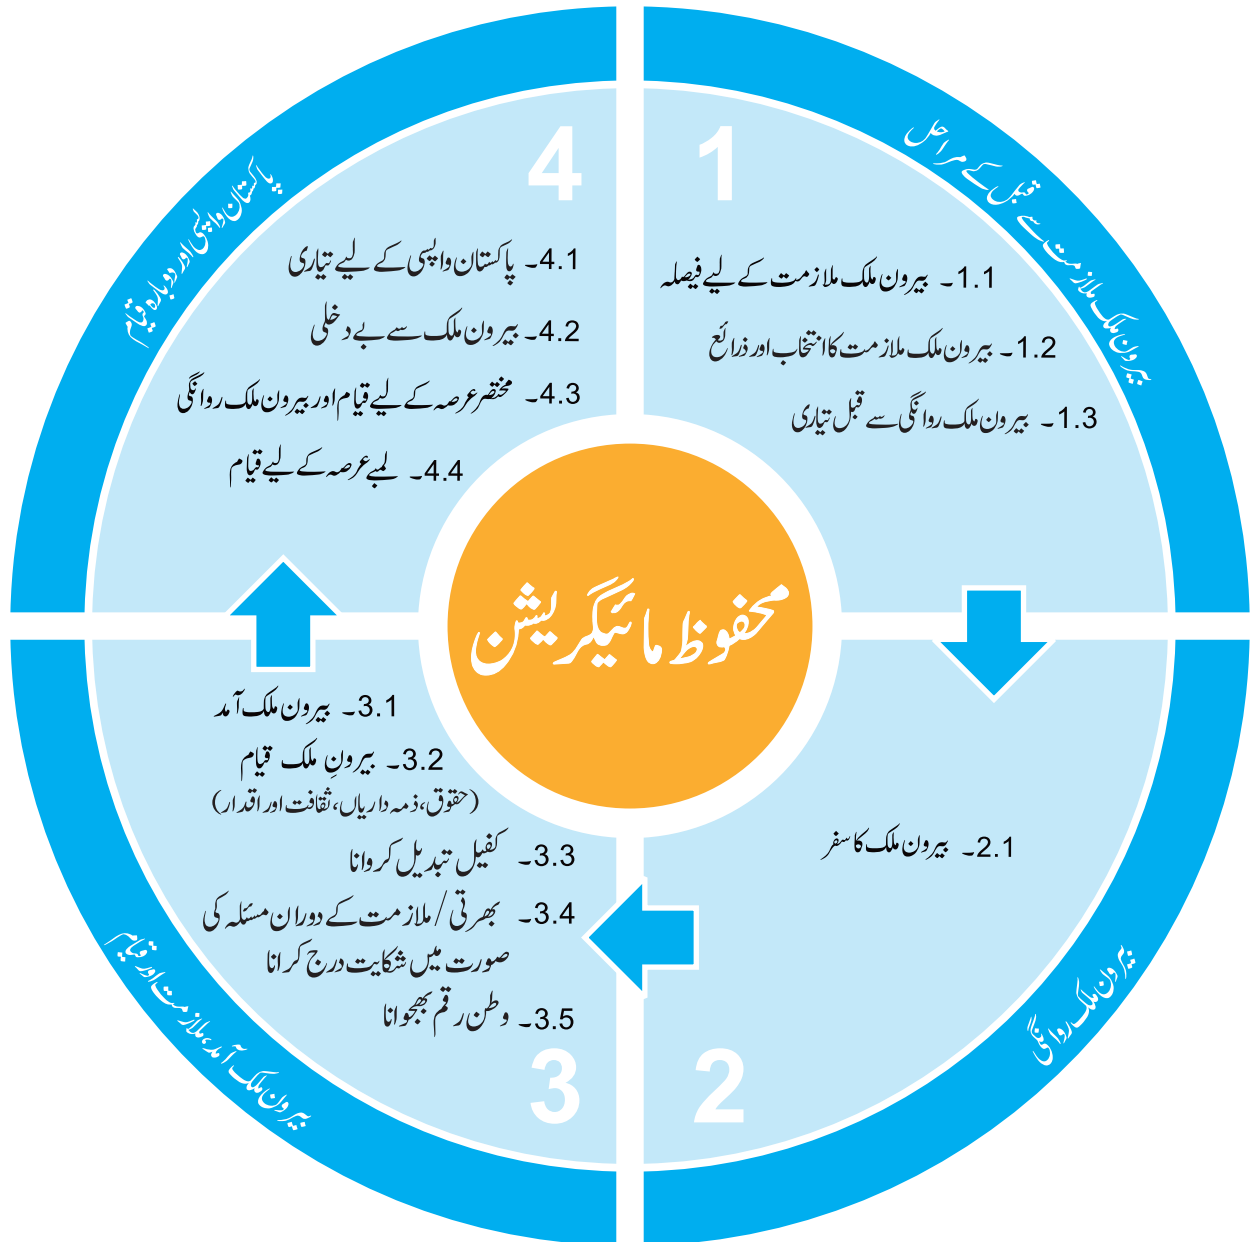 محفوظ مائیگریشن
1
بیرون ملک ملازمت سے قبل کے مراحل
1.1۔ بیرون ملک ملازمت کے لیے فیصلہ
1.2۔ بیرون ملک ملازمت کا انتخاب اور ذرائع
1.3۔ بیرون ملک روانگی سے قبل تیاری
2
بیرون ملک روانگی
2.1۔ بیرون ملک کا سفر
3
بیرون ملک آمد، ملازمت اور قیام
3.1۔ بیرون ملک آمد
3.2۔ بیرونِ ملک قیام
(حقوق، ذمہ داریاں، ثقافت اور اقدار)
3.3۔ کفیل تبدیل کروانا
3.4۔ بھرتی/ملازمت کے دوران مسئلہ کی
صورت میں شکایت درج کرانا
3.5۔ وطن رقم بھجوانا
4
پاکستان واپسی اور دوبارہ قیام
4.1۔ پاکستان واپسی کے لیے تیاری
4.2۔ بیرون ملک سے بے دخلی
4.3۔ مختصر عرصہ کے لیے قیام اور بیرون ملک روانگی
4.4۔ لمبے عرصہ کے لیے قیام